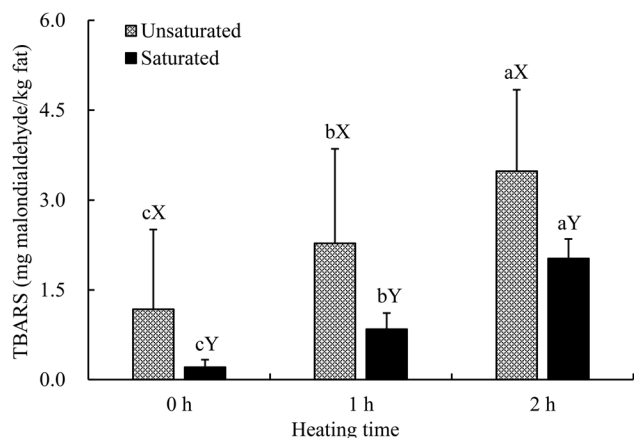 6.0
Unsaturated
Saturated
aX
4.5
bX
3.0
cX
aY
1.5
bY
cY
0.0
0 h
1 h
2 h
Heating time
TBARS (mg malondialdehyde/kg fat)